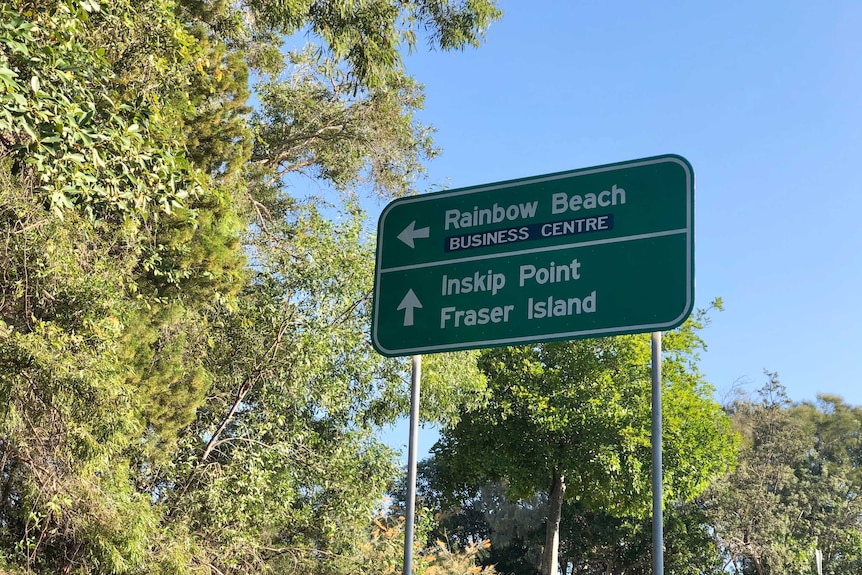 Rainbow Beach
BUSINESS CENTRE
Inskip Point
Fraser Island